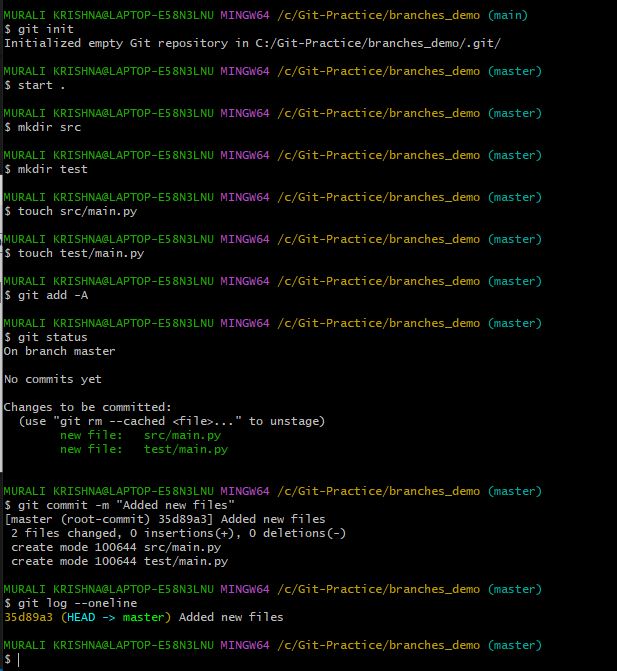 MURALI KRISHNA@LAPTOP-E58N3LNU MINGW64 /c/Git-Practice/branches_demo (main)
$ git init
Initialized empty Git repository in C:/Git-Practice/branches_demo/.git/
MURALI KRISHNA@LAPTOP-E58N3LNU MINGW64 /c/Git-Practice/branches_demo (master)
$ start .
MURALI KRISHNA@LAPTOP-E58N3LNU MINGW64 /c/Git-Practice/branches_demo (master)
$ mkdir src
MURALI KRISHNA@LAPTOP-E58N3LNU MINGW64 /c/Git-Practice/branches_demo (master)
$ mkdir test
MURALI KRISHNA@LAPTOP-E58N3LNU MINGW64 /c/Git-Practice/branches_demo (master)
$ touch src/main.py
MURALI KRISHNA@LAPTOP-E58N3LNU MINGW64 /c/Git-Practice/branches_demo (master)
$ touch test/main.py
MURALI KRISHNA@LAPTOP-E58N3LNU MINGW64 /c/Git-Practice/branches_demo (master)
$ git add -A
MURALI KRISHNA@LAPTOP-E58N3LNU MINGW64 /c/Git-Practice/branches_demo (master)
$ git status
On branch master
No commits yet
Changes to be committed:
  (use "git rm --cached <file>..." to unstage)
        new file:   src/main.py
        new file:   test/main.py
MURALI KRISHNA@LAPTOP-E58N3LNU MINGW64 /c/Git-Practice/branches_demo (master)
$ git commit -m "Added new files"
[master (root-commit) 35d89a3] Added new files
 2 files changed, 0 insertions(+), 0 deletions(-)
 create mode 100644 src/main.py
 create mode 100644 test/main.py
MURALI KRISHNA@LAPTOP-E58N3LNU MINGW64 /c/Git-Practice/branches_demo (master)
$ git log --oneline
35d89a3 (HEAD -> master) Added new files
MURALI KRISHNA@LAPTOP-E58N3LNU MINGW64 /c/Git-Practice/branches_demo (master)
$